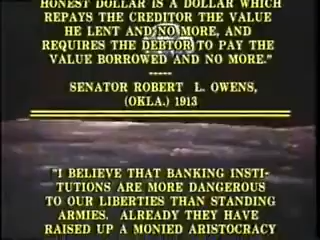 HONEST DOLLAR IS A DOLLAR WHICH
REPAYS THE CREDITOR THE VALUE
HE LENT AND NO MORE, AND
REQUIRES THE DEBTOR TO PAY THE
VALUE BORROWED AND NO MORE."
-----
SENATOR ROBERT L. OWENS,
(OKLA.) 1913
"I BELIEVE THAT BANKING INSTI-
TUTIONS ARE MORE DANGEROUS
TO OUR LIBERTIES THAN STANDING
ARMIES. ALREADY THEY HAVE
RAISED UP A MONIED ARISTOCRACY